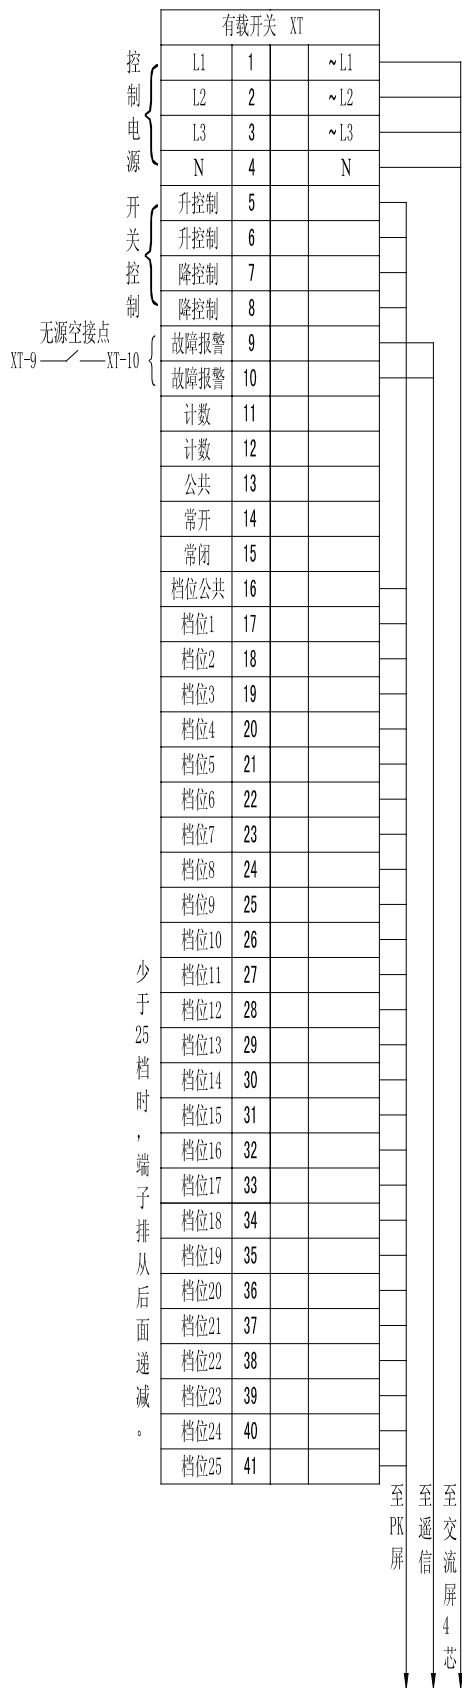 有载开关 XT
控制电源
L1 1 ~L1
L2 2 ~L2
L3 3 ~L3
N 4 N
开关控制
升控制 5
升控制 6
降控制 7
降控制 8
无源空接点
XT-9 XT-10
故障报警 9
故障报警 10
计数 11
计数 12
公共 13
常开 14
常闭 15
档位公共 16
档位1 17
档位2 18
档位3 19
档位4 20
档位5 21
档位6 22
档位7 23
档位8 24
档位9 25
档位10 26
档位11 27
档位12 28
档位13 29
档位14 30
档位15 31
档位16 32
档位17 33
档位18 34
档位19 35
档位20 36
档位21 37
档位22 38
档位23 39
档位24 40
档位25 41
少于25档时，端子排从后面递减。
至PK屏
至遥信
至交流屏4芯